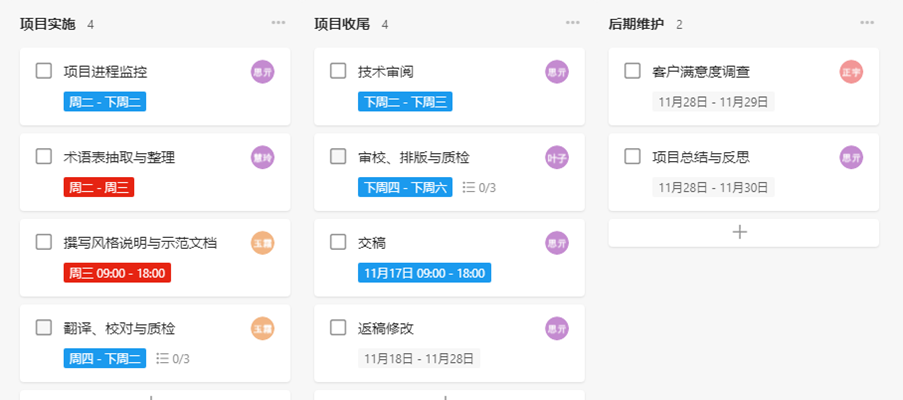 项目实施 4
项目进程监控 思亓
周二 - 下周二
术语表抽取与整理 慧玲
周二 - 周三
撰写风格说明与示范文档 玉霜
周三 09:00 - 18:00
翻译、校对与质检 玉霜
周四 - 下周二 0/3
项目收尾 4
技术审阅 思亓
下周二 - 下周三
审校、排版与质检 叶子
下周四 - 下周六 0/3
交稿 思亓
11月17日 09:00 - 18:00
返稿修改 思亓
11月18日 - 11月28日
后期维护 2
客户满意度调查 正宇
11月28日 - 11月29日
项目总结与反思 思亓
11月28日 - 11月30日